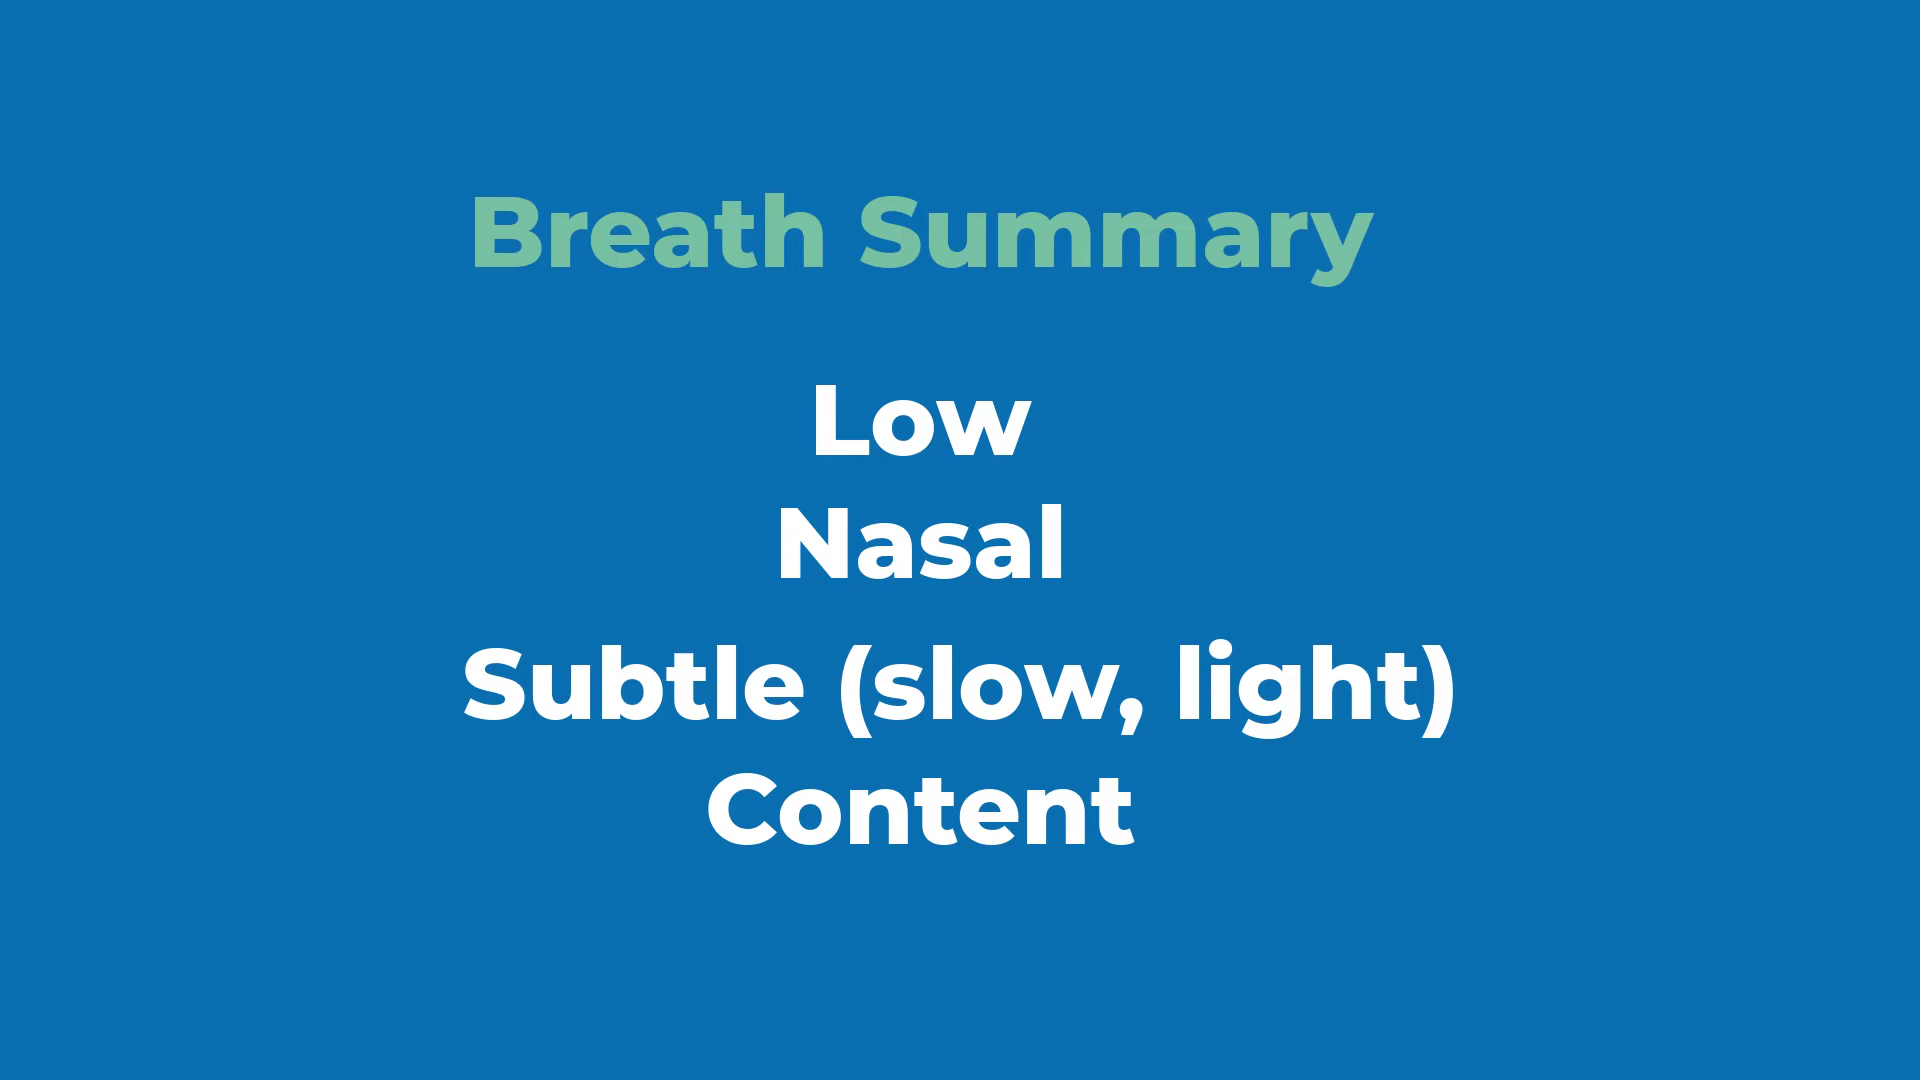 Breath Summary
Low
Nasal
Subtle (slow, light)
Content